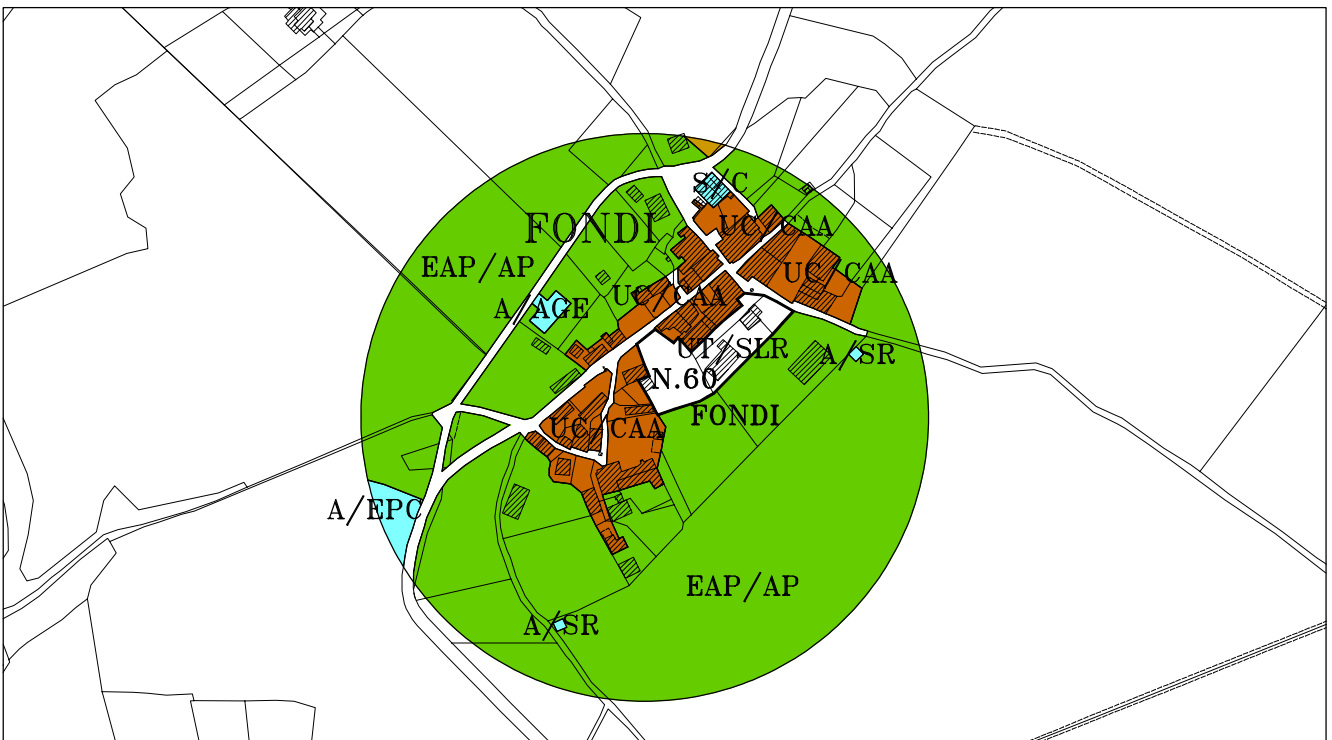 S/C
FONDI
UC/CAA
EAP/AP
UC/CAA
UC/CAA
A/AGE
UT/SLR
A/SR
N.60
FONDI
UC/CAA
A/EPC
EAP/AP
A/SR